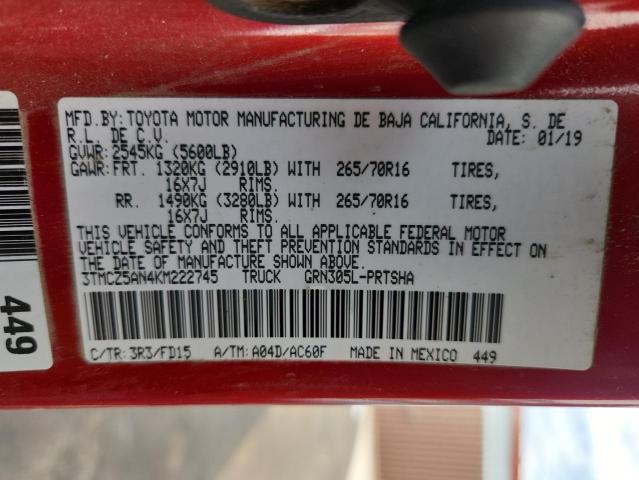 MFD.BY:TOYOTA MOTOR MANUFACTURING DE BAJA CALIFORNIA, S. DE
R.L. DE C.V. DATE: 01/19
GVWR:2545KG (5600LB)
GAWR:FRT. 1320KG (2910LB) WITH 265/70R16 TIRES,
16X7J RIMS.
RR. 1490KG (3280LB) WITH 265/70R16 TIRES,
16X7J RIMS.
THIS VEHICLE CONFORMS TO ALL APPLICABLE FEDERAL MOTOR
VEHICLE SAFETY AND THEFT PREVENTION STANDARDS IN EFFECT ON
THE DATE OF MANUFACTURE SHOWN ABOVE.
3TMCZ5AN4KM222745 TRUCK GRN305L-PRTSHA
C/TR: 3R3/FD15 A/TM: A04D/AC60F MADE IN MEXICO 449
449